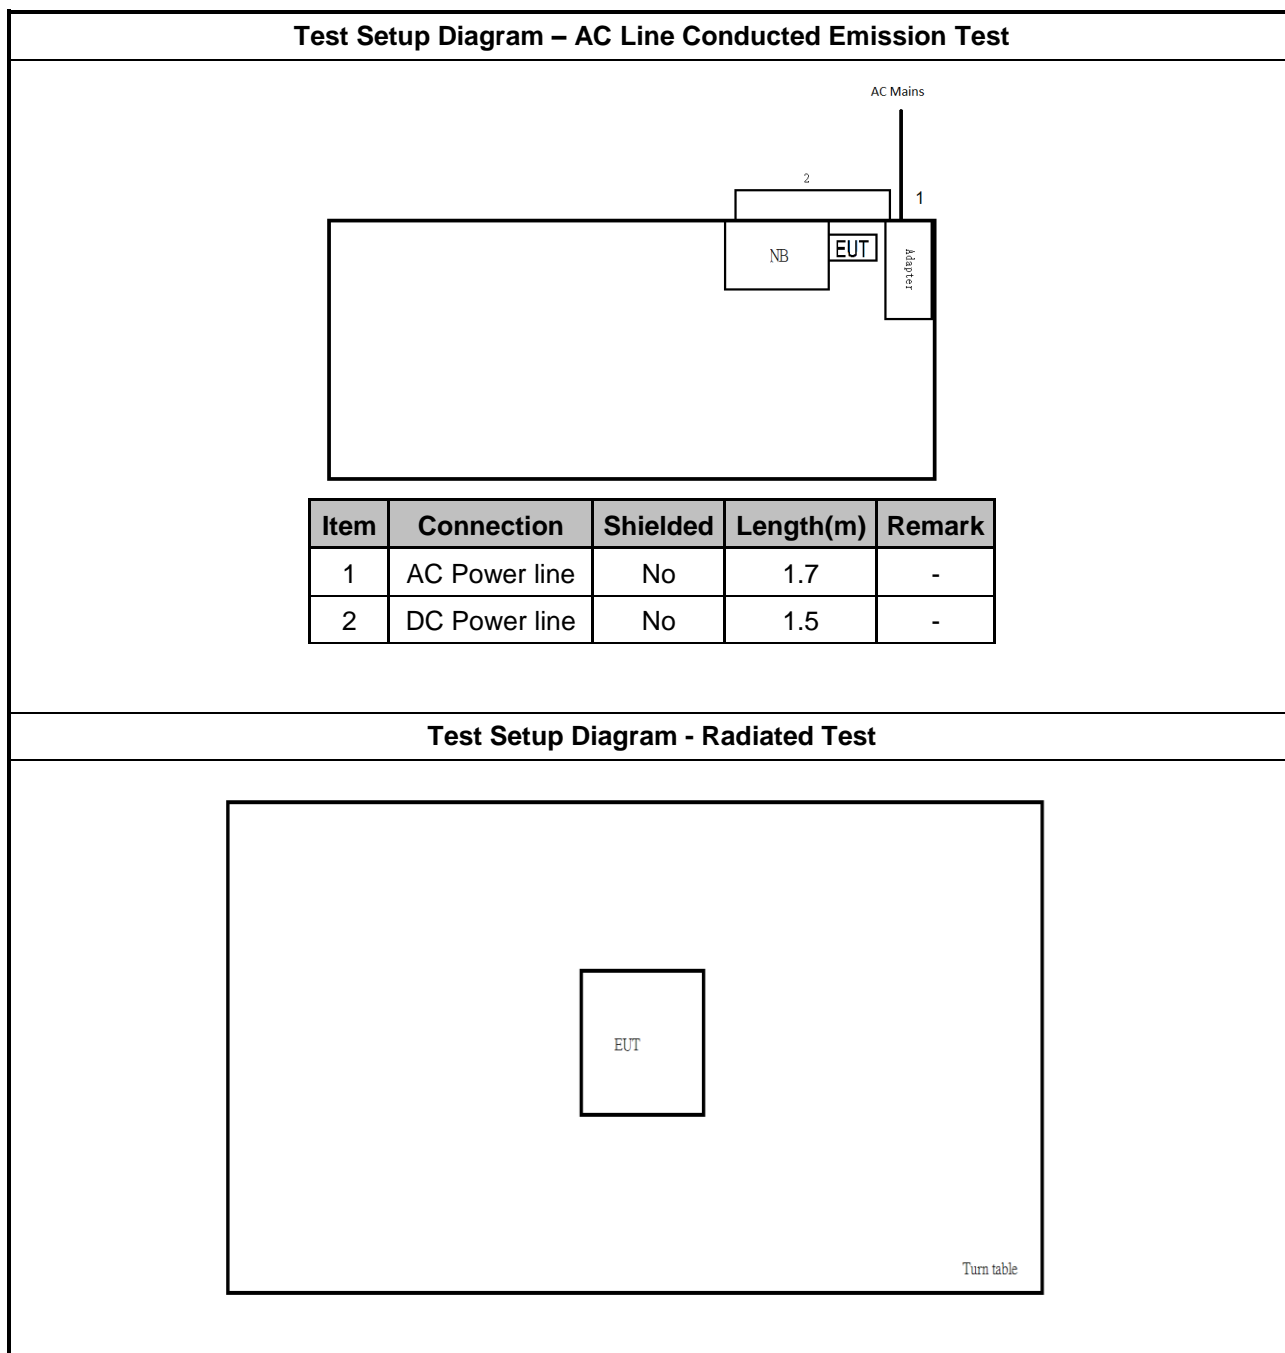 Test Setup Diagram – AC Line Conducted Emission Test
AC Mains
2
1
NB
EUT
Adapter
Item Connection Shielded Length(m) Remark
1 AC Power line No 1.7 -
2 DC Power line No 1.5 -
Test Setup Diagram - Radiated Test
EUT
Turn table